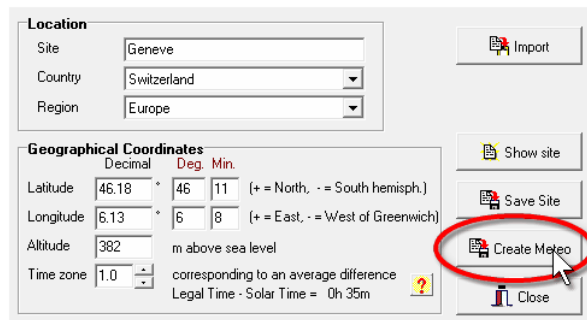 Location
Site Geneve
Country Switzerland
Region Europe
Import
Geographical Coordinates
Decimal Deg. Min.
Latitude 46.18 ° 46 11 (+ = North, - = South hemisph.)
Longitude 6.13 ° 6 8 (+ = East, - = West of Greenwich)
Altitude 382 m above sea level
Time zone 1.0 corresponding to an average difference
Legal Time - Solar Time = 0h 35m ?
Show site
Save Site
Create Meteo
Close